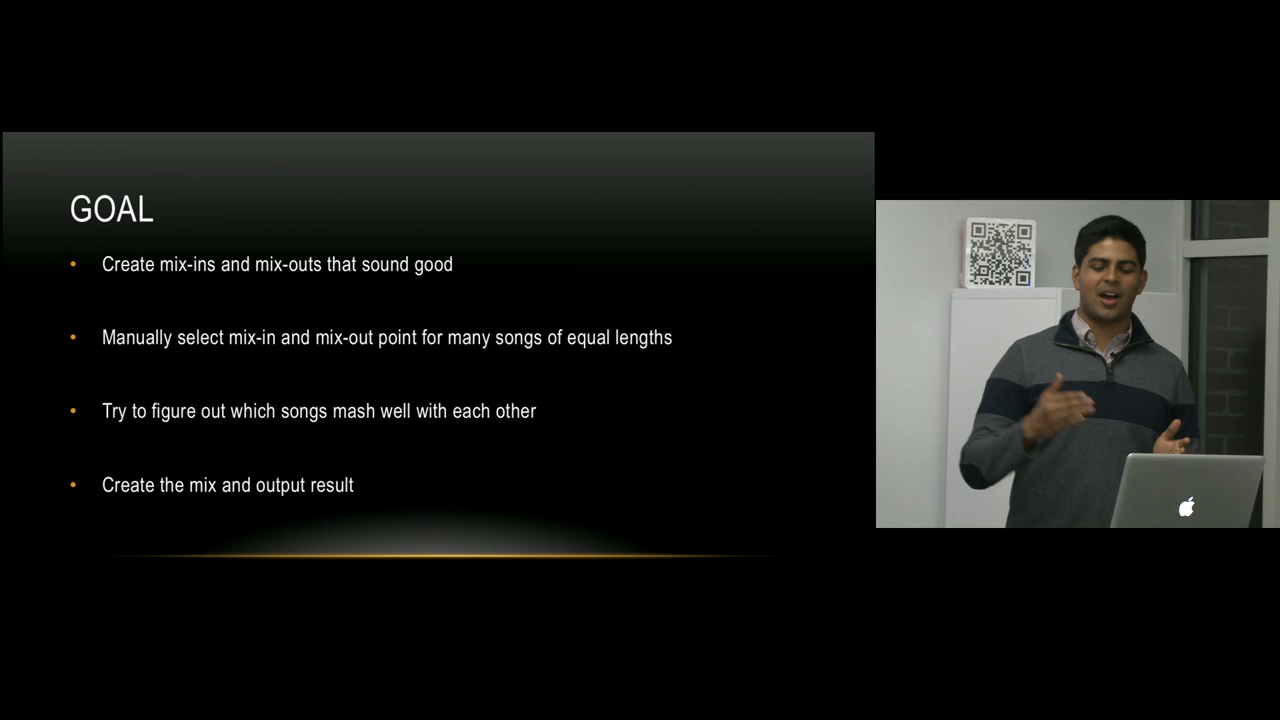 GOAL
• Create mix-ins and mix-outs that sound good
• Manually select mix-in and mix-out point for many songs of equal lengths
• Try to figure out which songs mash well with each other
• Create the mix and output result